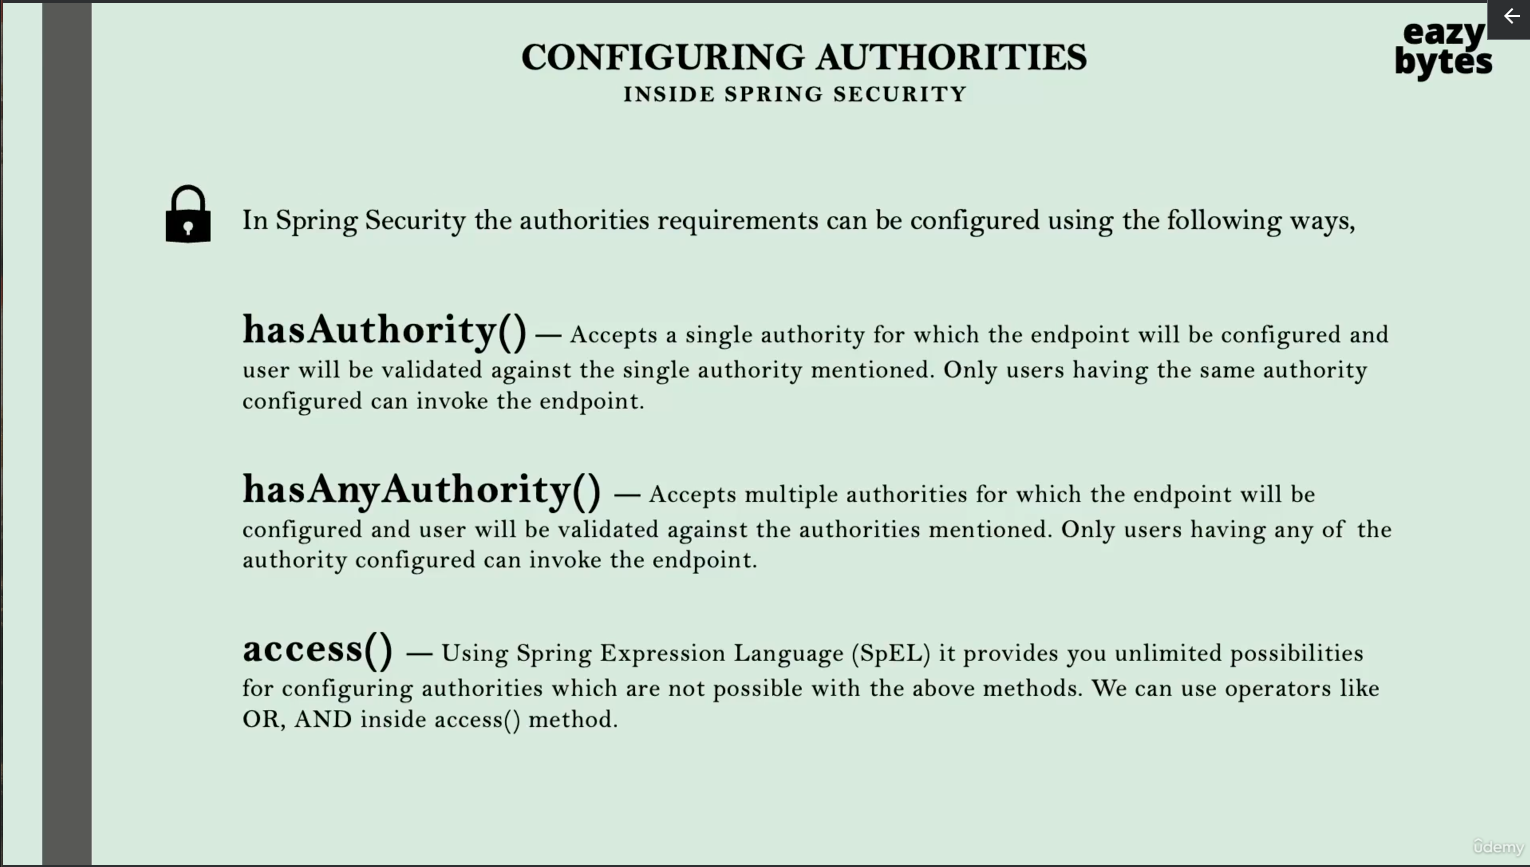 CONFIGURING AUTHORITIES
INSIDE SPRING SECURITY
eazy
bytes
In Spring Security the authorities requirements can be configured using the following ways,
hasAuthority() — Accepts a single authority for which the endpoint will be configured and
user will be validated against the single authority mentioned. Only users having the same authority
configured can invoke the endpoint.
hasAnyAuthority() — Accepts multiple authorities for which the endpoint will be
configured and user will be validated against the authorities mentioned. Only users having any of the
authority configured can invoke the endpoint.
access() — Using Spring Expression Language (SpEL) it provides you unlimited possibilities
for configuring authorities which are not possible with the above methods. We can use operators like
OR, AND inside access() method.
ûdemy